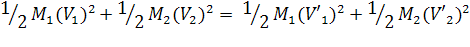 1/2 M₁(V₁)² + 1/2 M₂(V₂)² = 1/2 M₁(V'₁)² + 1/2 M₂(V'₂)²